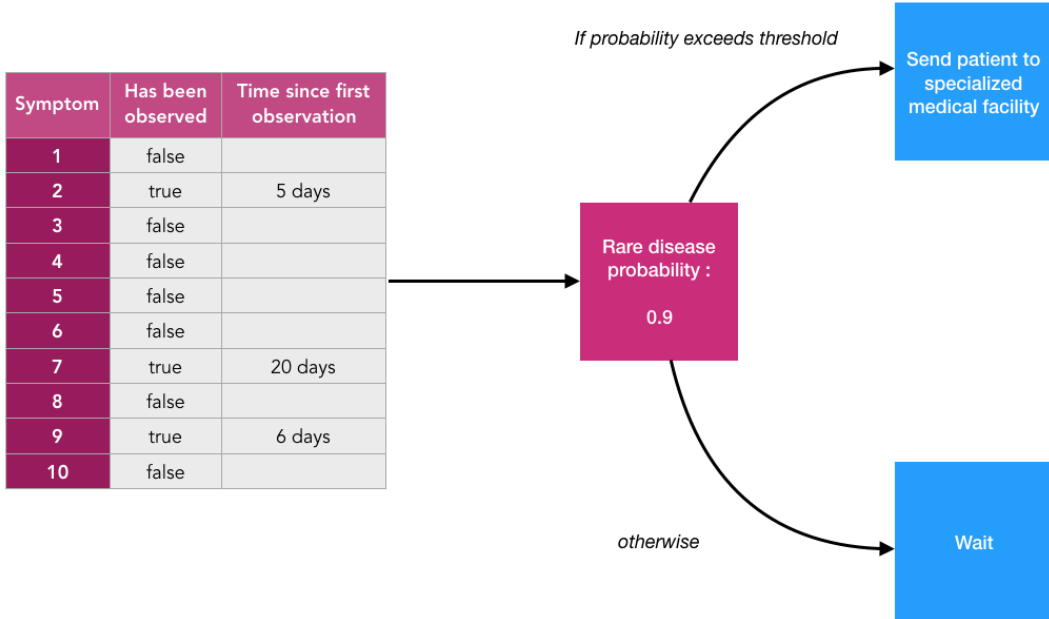 If probability exceeds threshold
Send patient to
specialized
medical facility
Symptom
Has been
observed
Time since first
observation
1 false
2 true 5 days
3 false
4 false
5 false
6 false
7 true 20 days
8 false
9 true 6 days
10 false
Rare disease
probability :
0.9
otherwise
Wait